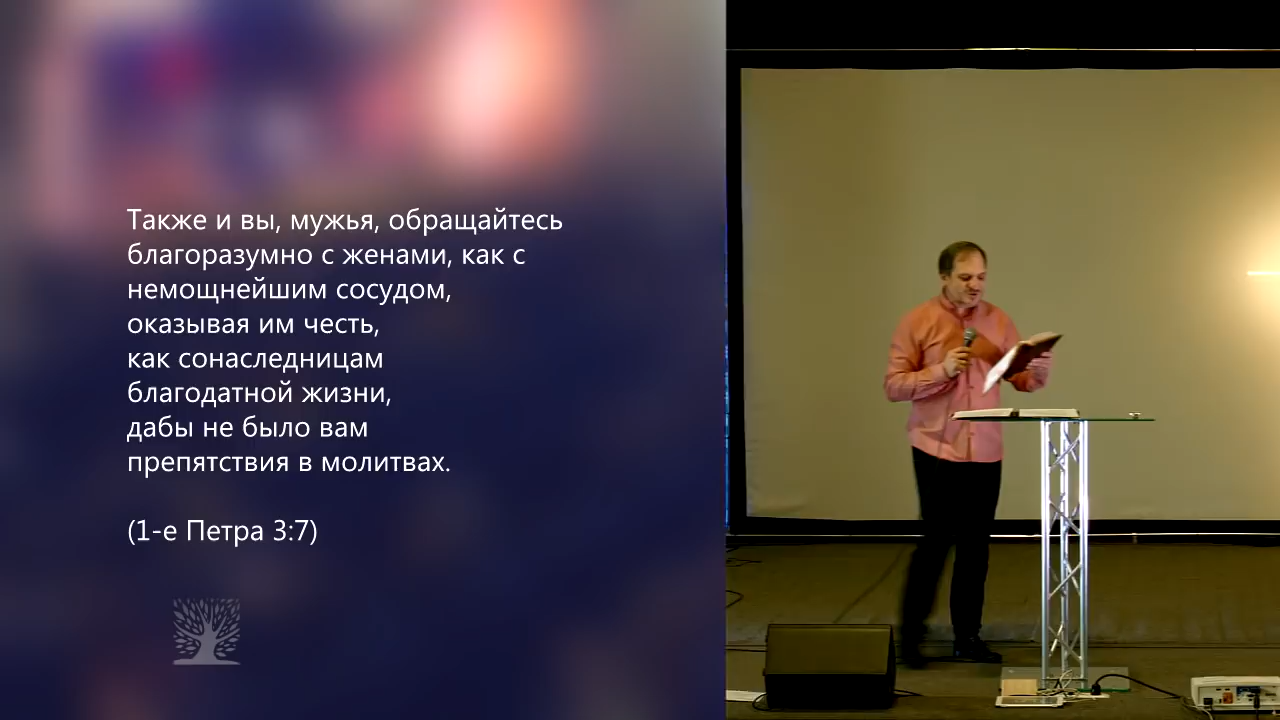 Также и вы, мужья, обращайтесь
благоразумно с женами, как с
немощнейшим сосудом,
оказывая им честь,
как сонаследницам
благодатной жизни,
дабы не было вам
препятствия в молитвах.
(1-е Петра 3:7)